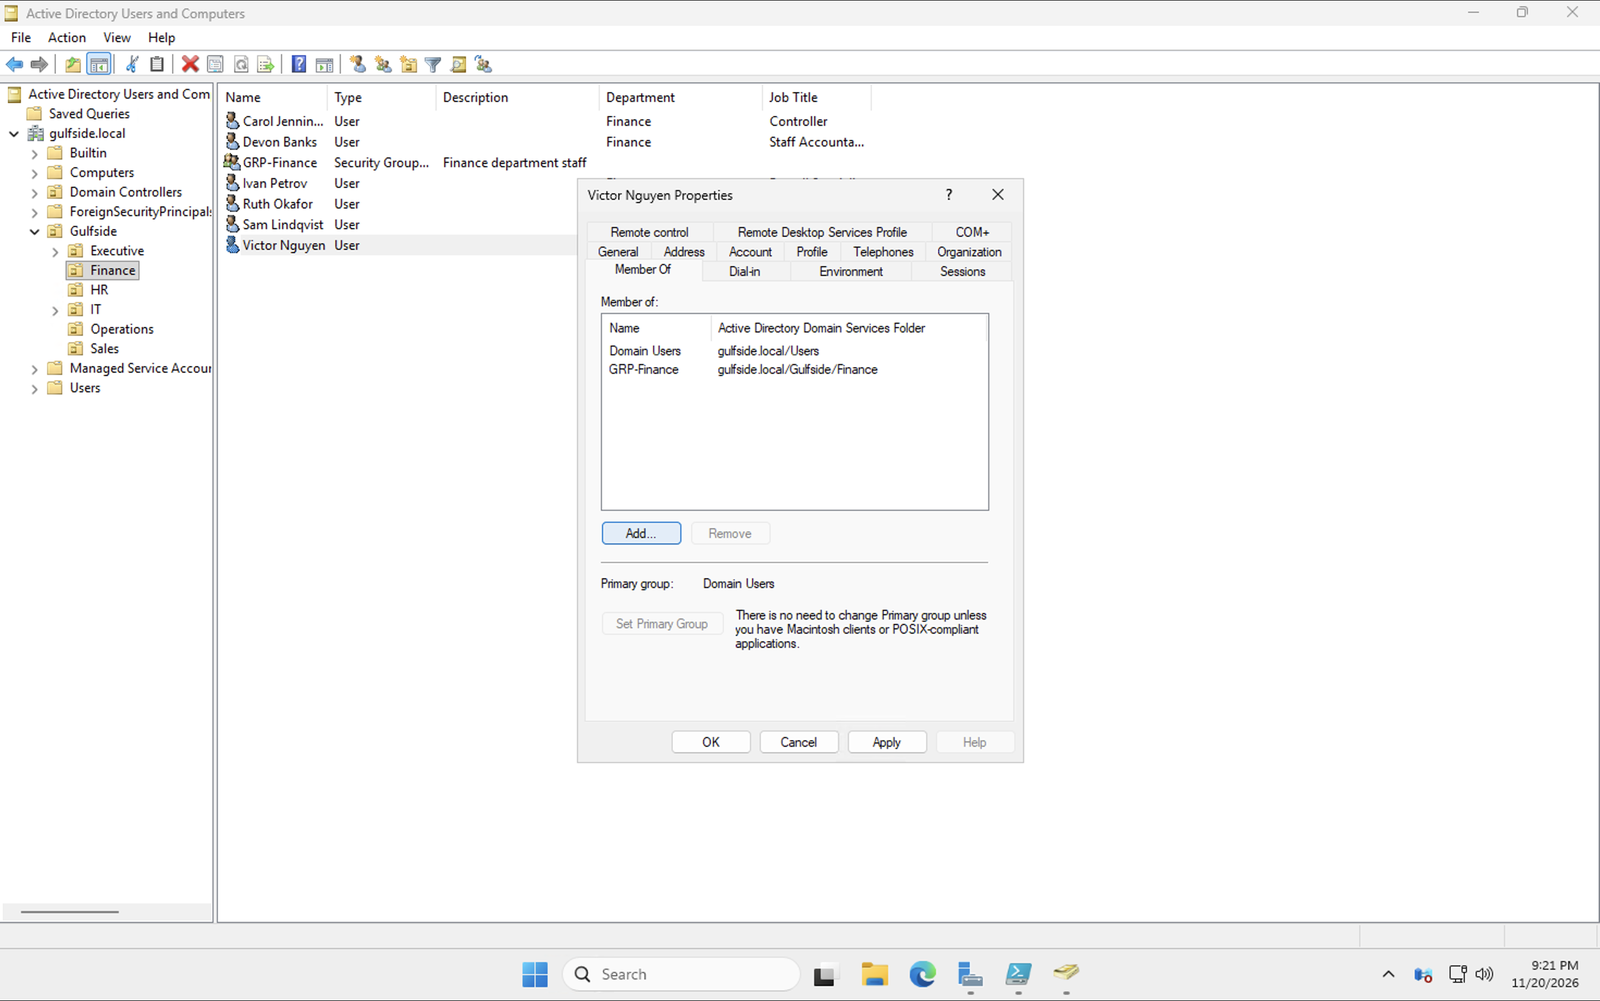 Active Directory Users and Computers
File Action View Help
Active Directory Users and Com
Saved Queries
gulfside.local
Builtin
Computers
Domain Controllers
ForeignSecurityPrincipals
Gulfside
Executive
Finance
HR
IT
Operations
Sales
Managed Service Accour
Users
Name Type Description Department Job Title
Carol Jennin... User Finance Controller
Devon Banks User Finance Staff Accounta...
GRP-Finance Security Group... Finance department staff
Ivan Petrov User
Ruth Okafor User
Sam Lindqvist User
Victor Nguyen User
Victor Nguyen Properties ?
Remote control Remote Desktop Services Profile COM+
General Address Account Profile Telephones Organization
Member Of Dial-in Environment Sessions
Member of:
Name Active Directory Domain Services Folder
Domain Users gulfside.local/Users
GRP-Finance gulfside.local/Gulfside/Finance
Add... Remove
Primary group: Domain Users
Set Primary Group
There is no need to change Primary group unless
you have Macintosh clients or POSIX-compliant
applications.
OK Cancel Apply Help
Search
9:21 PM
11/20/2026